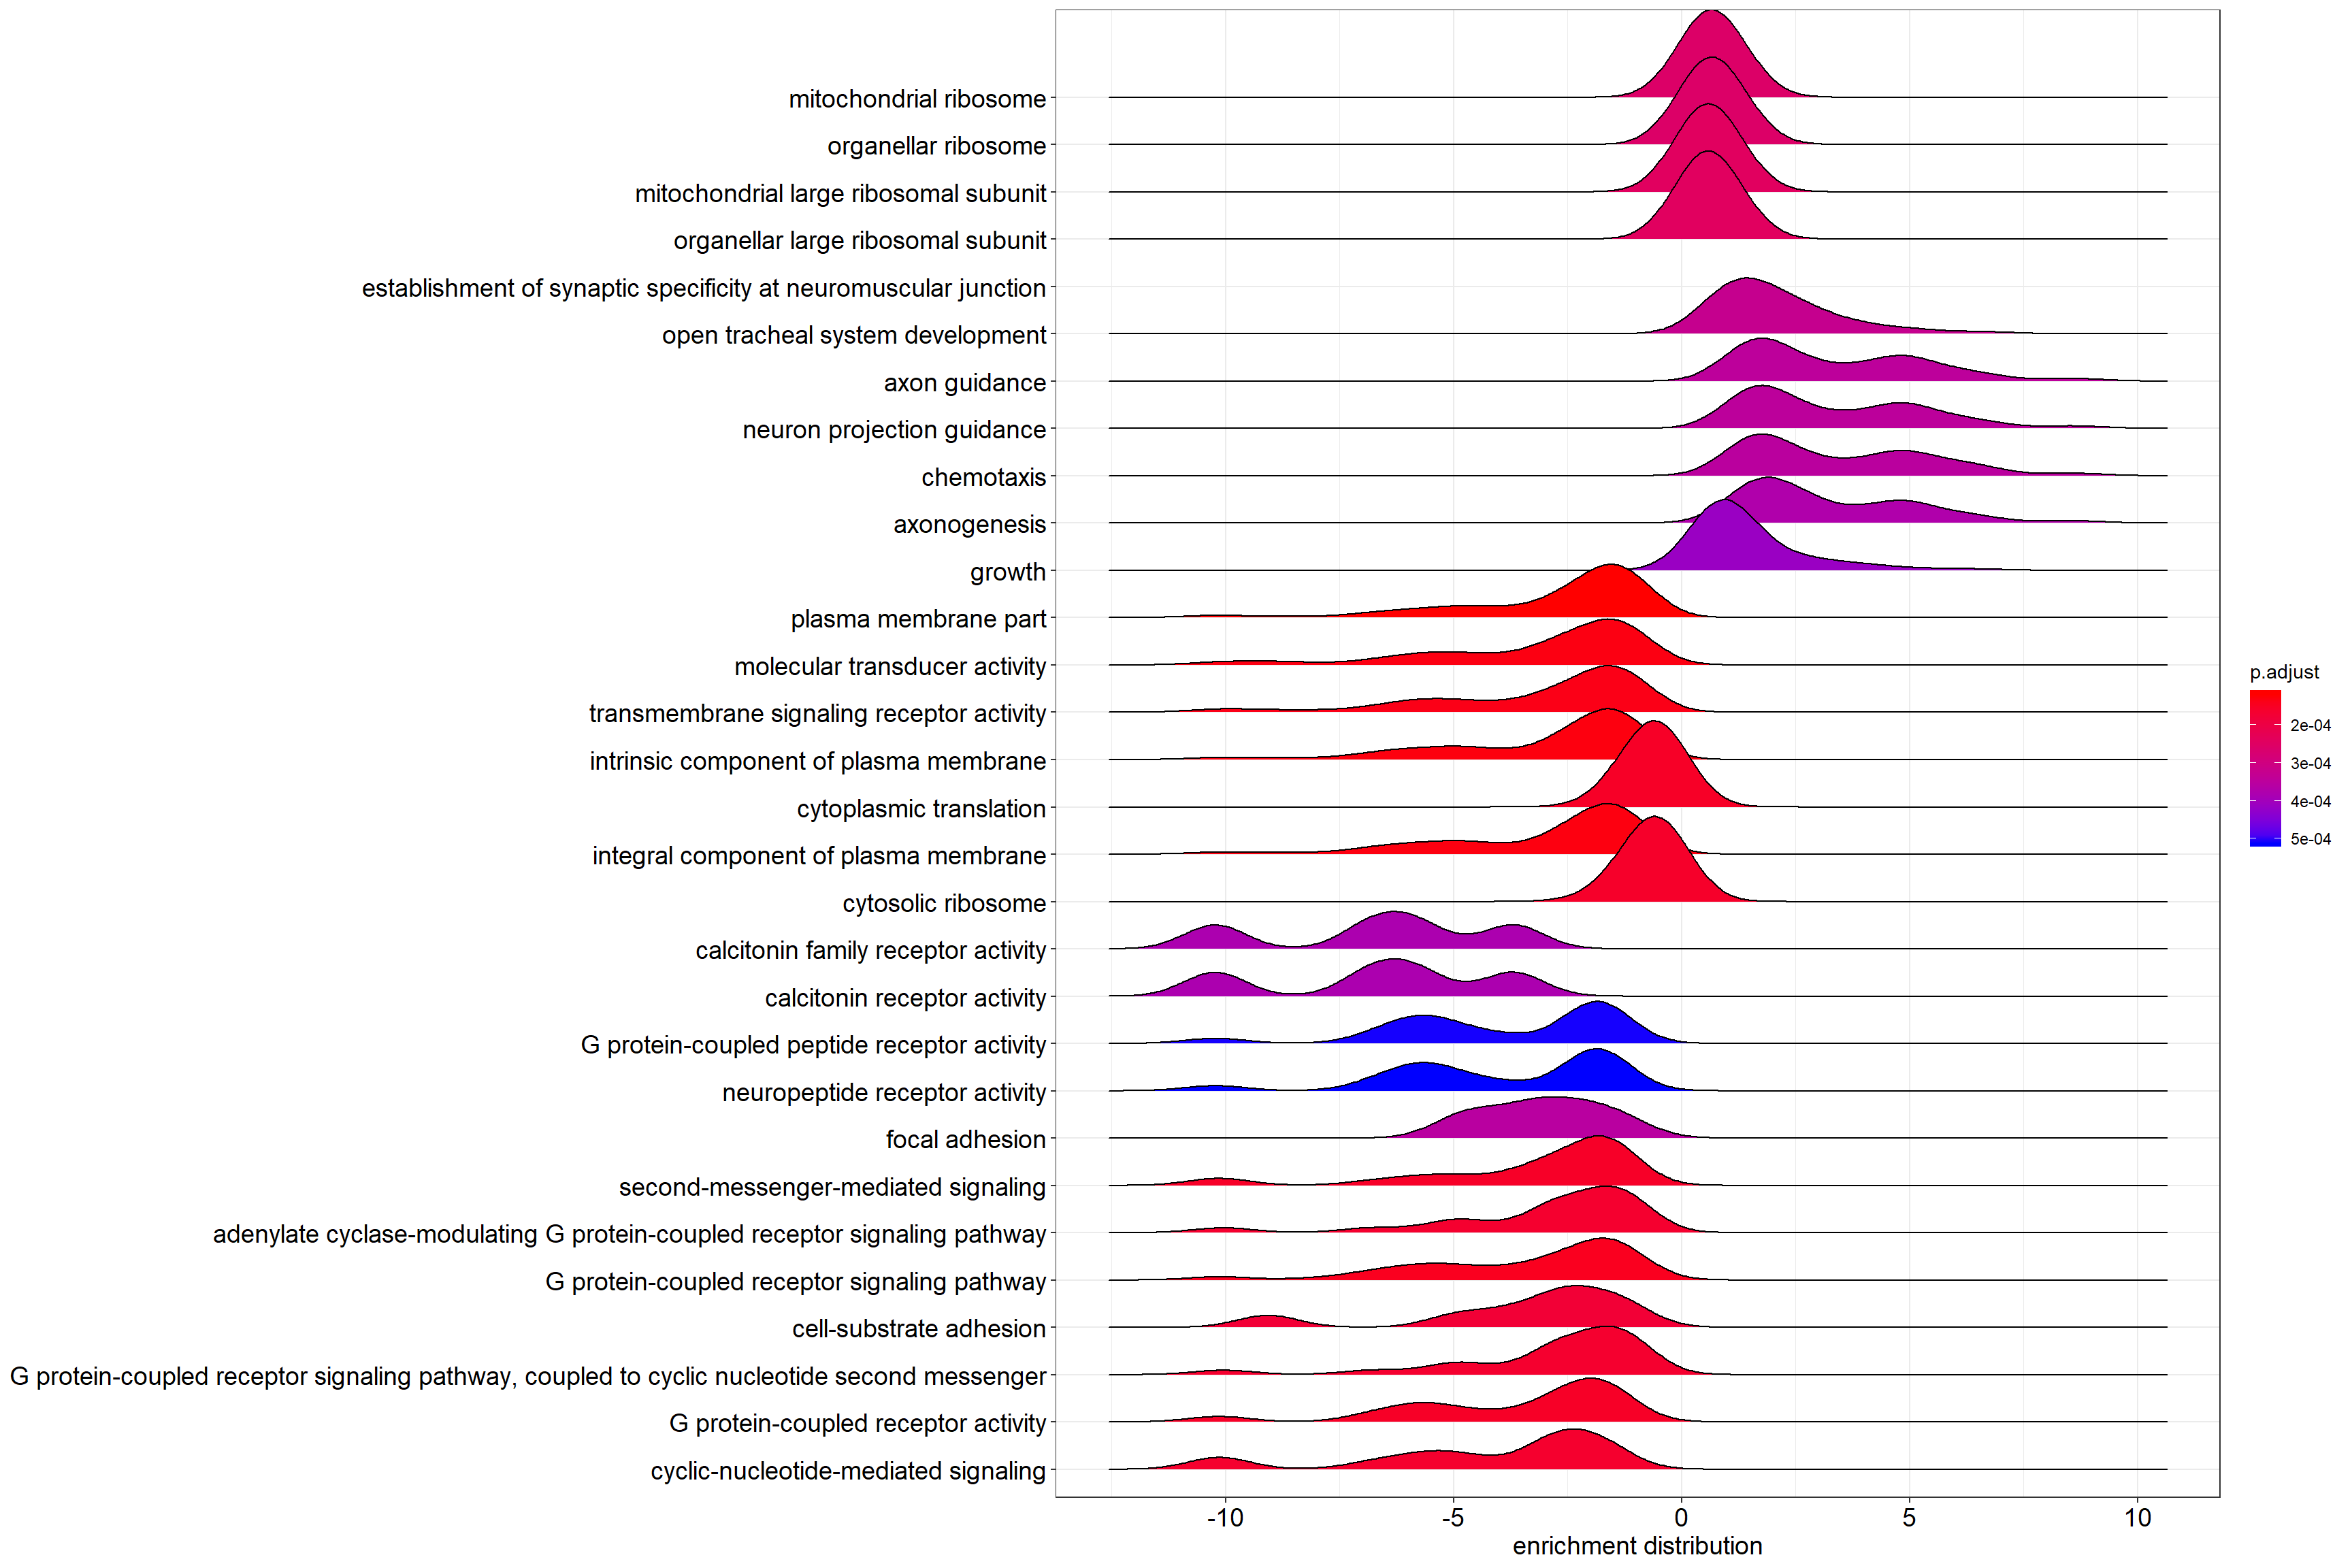 mitochondrial ribosome
organellar ribosome
mitochondrial large ribosomal subunit
organellar large ribosomal subunit
establishment of synaptic specificity at neuromuscular junction
open tracheal system development
axon guidance
neuron projection guidance
chemotaxis
axonogenesis
growth
plasma membrane part
molecular transducer activity
transmembrane signaling receptor activity
intrinsic component of plasma membrane
cytoplasmic translation
integral component of plasma membrane
cytosolic ribosome
calcitonin family receptor activity
calcitonin receptor activity
G protein-coupled peptide receptor activity
neuropeptide receptor activity
focal adhesion
second-messenger-mediated signaling
adenylate cyclase-modulating G protein-coupled receptor signaling pathway
G protein-coupled receptor signaling pathway
cell-substrate adhesion
G protein-coupled receptor signaling pathway, coupled to cyclic nucleotide second messenger
G protein-coupled receptor activity
cyclic-nucleotide-mediated signaling
-10 -5 0 5 10
enrichment distribution
p.adjust
2e-04
3e-04
4e-04
5e-04